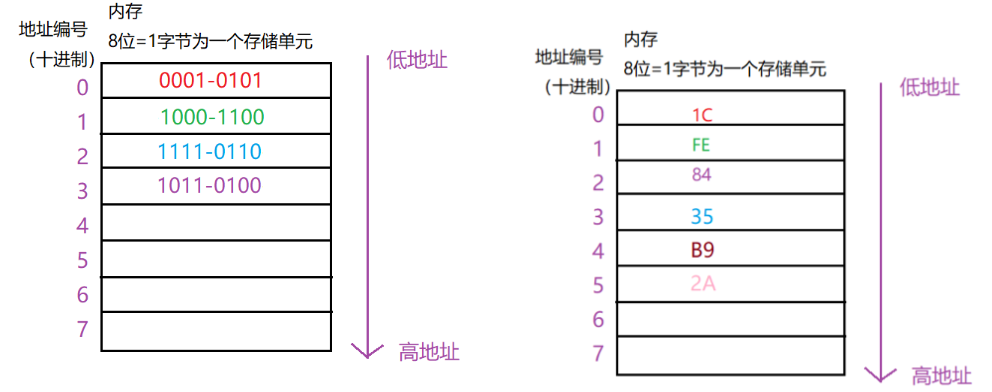 内存
地址编号
8位=1字节为一个存储单元
（十进制）
低地址
0 0001-0101
1 1000-1100
2 1111-0110
3 1011-0100
4
5
6
7
高地址
内存
地址编号
8位=1字节为一个存储单元
（十进制）
低地址
0 1C
1 FE
2 84
3 35
4 B9
5 2A
6
7
高地址